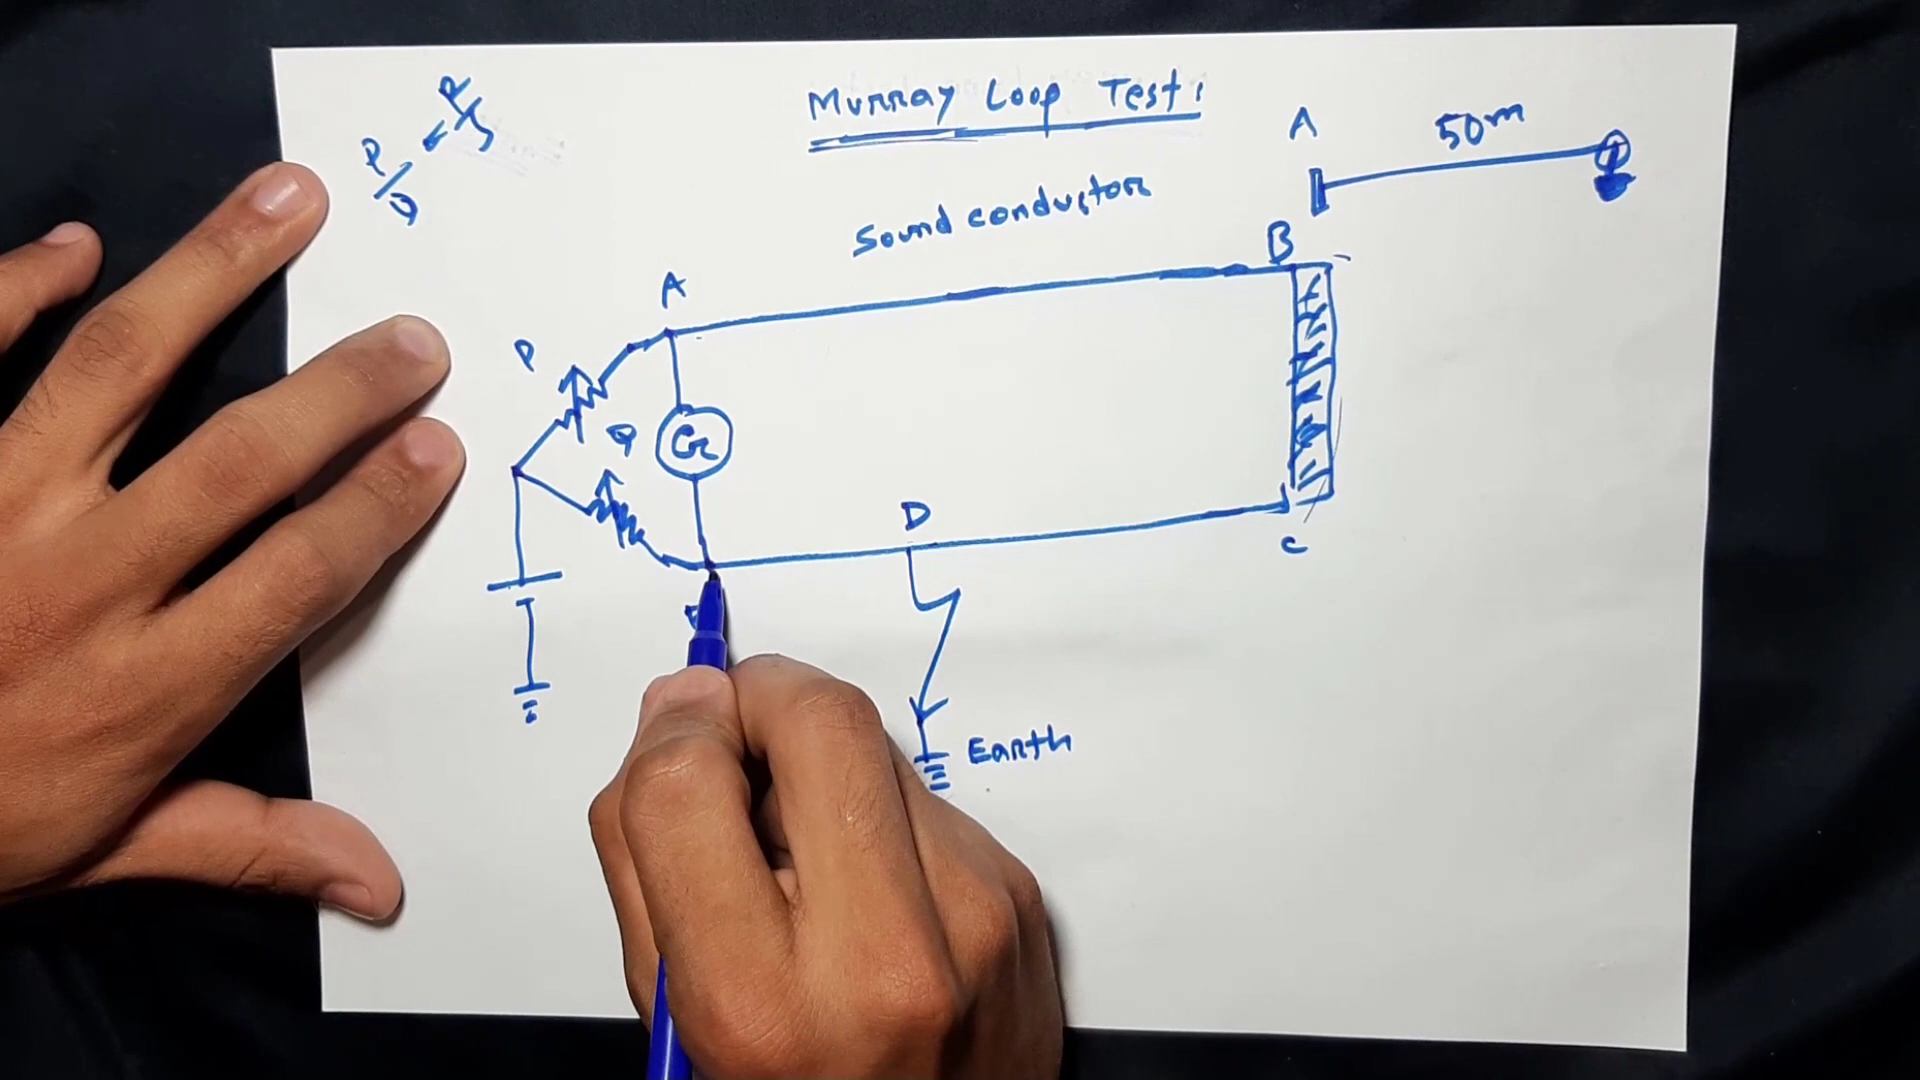 Murray Loop Test:
A
50m
Sound conductor
B
A
P
Q
G
D
C
Earth
P/Q